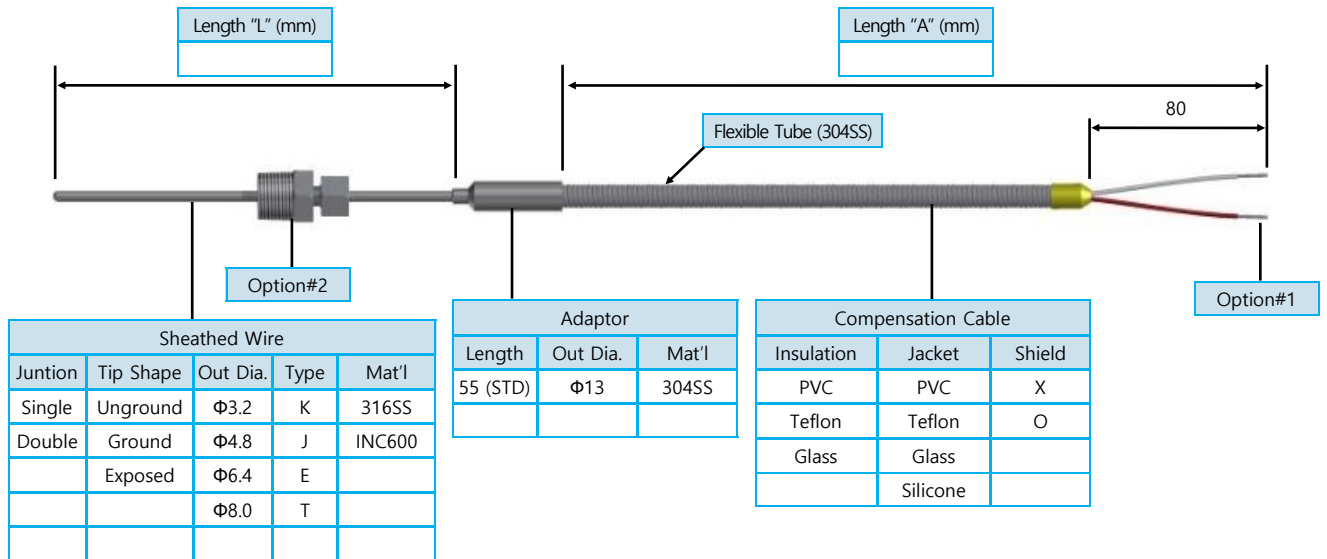 Length "L" (mm)
Length "A" (mm)
80
Flexible Tube (304SS)
Option#2
Option#1
Sheathed Wire
Juntion Tip Shape Out Dia. Type Mat'l
Single Unground Φ3.2 K 316SS
Double Ground Φ4.8 J INC600
Exposed Φ6.4 E
Φ8.0 T
Adaptor
Length Out Dia. Mat'l
55 (STD) Φ13 304SS
Compensation Cable
Insulation Jacket Shield
PVC PVC X
Teflon Teflon O
Glass Glass
Silicone